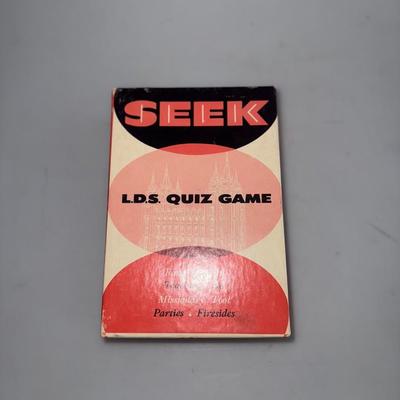 SEEK
L.D.S. QUIZ GAME
Missionary Tool
Parties . Firesides